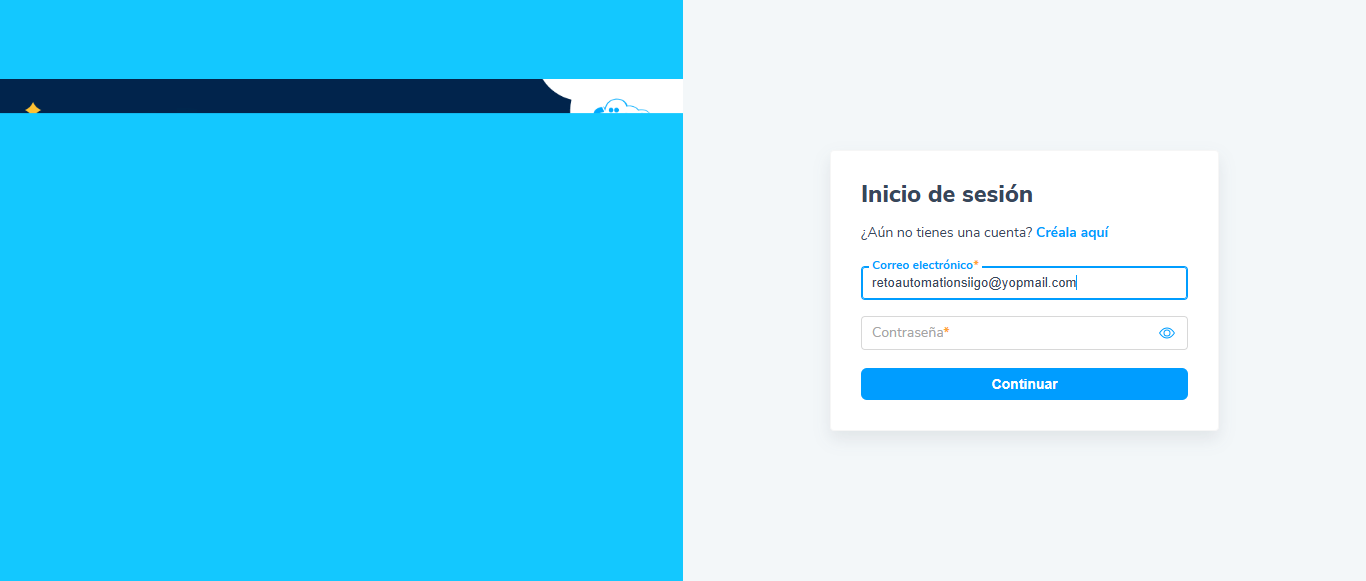 Inicio de sesión
¿Aún no tienes una cuenta? Créala aquí
Correo electrónico*
retoautomationsiigo@yopmail.com
Contraseña*
Continuar